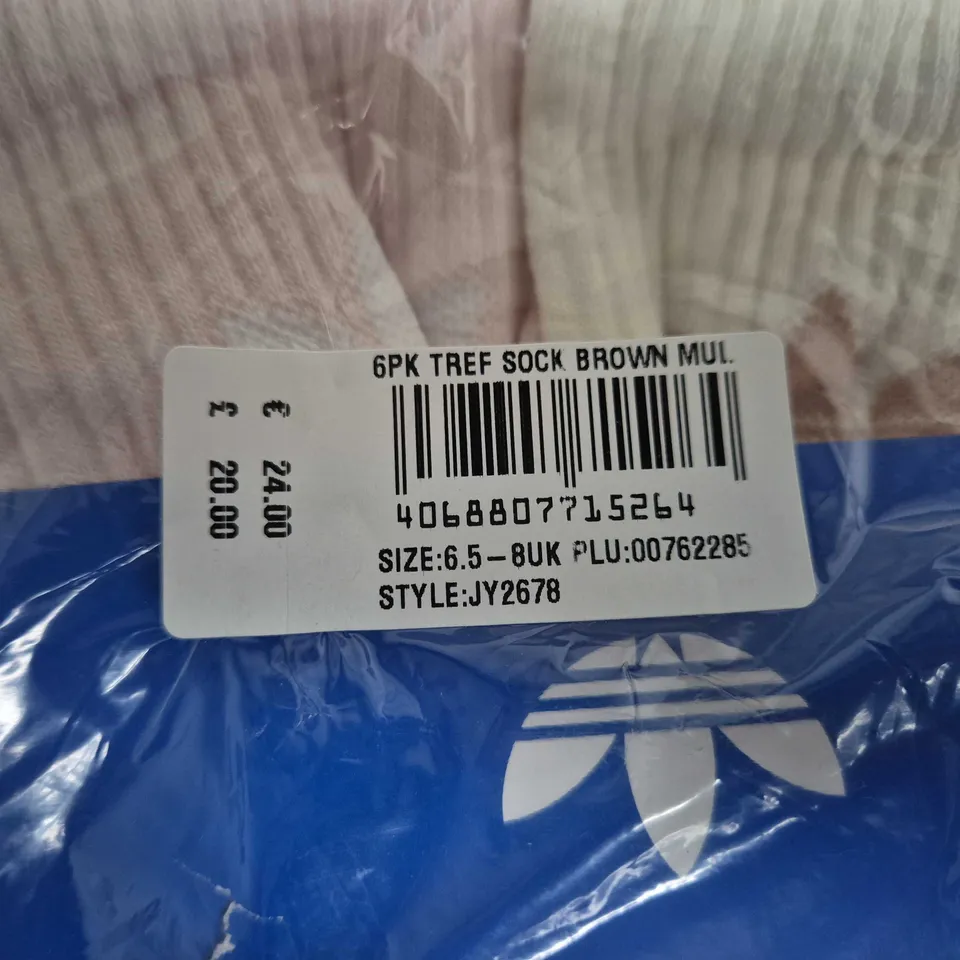 6PK TREF SOCK BROWN MUL
4068807715264
SIZE:6.5-8UK PLU:00762285
STYLE:JY2678
€ 24.00
£ 20.00